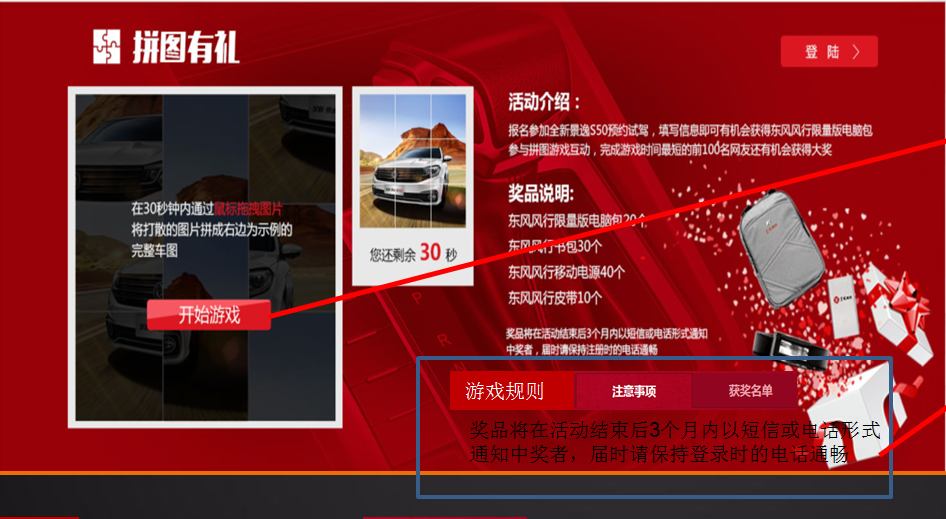 拼图有礼
登 陆
在30秒钟内通过鼠标拖拽图片
将打散的图片拼成右边为示例的
完整车图
开始游戏
您还剩余 30 秒
活动介绍：
报名参加全新景逸S50预约试驾，填写信息即可有机会获得东风风行限量版电脑包
参与拼图游戏互动，完成游戏时间最短的前100名网友还有机会获得大奖
奖品说明:
东风风行限量版电脑包20个
东风风行书包30个
东风风行移动电源40个
东风风行皮带10个
奖品将在活动结束后3个月内以短信或电话形式通知
中奖者，届时请保持注册时的电话通畅
游戏规则
注意事项
获奖名单
奖品将在活动结束后3个月内以短信或电话形式
通知中奖者，届时请保持登录时的电话通畅